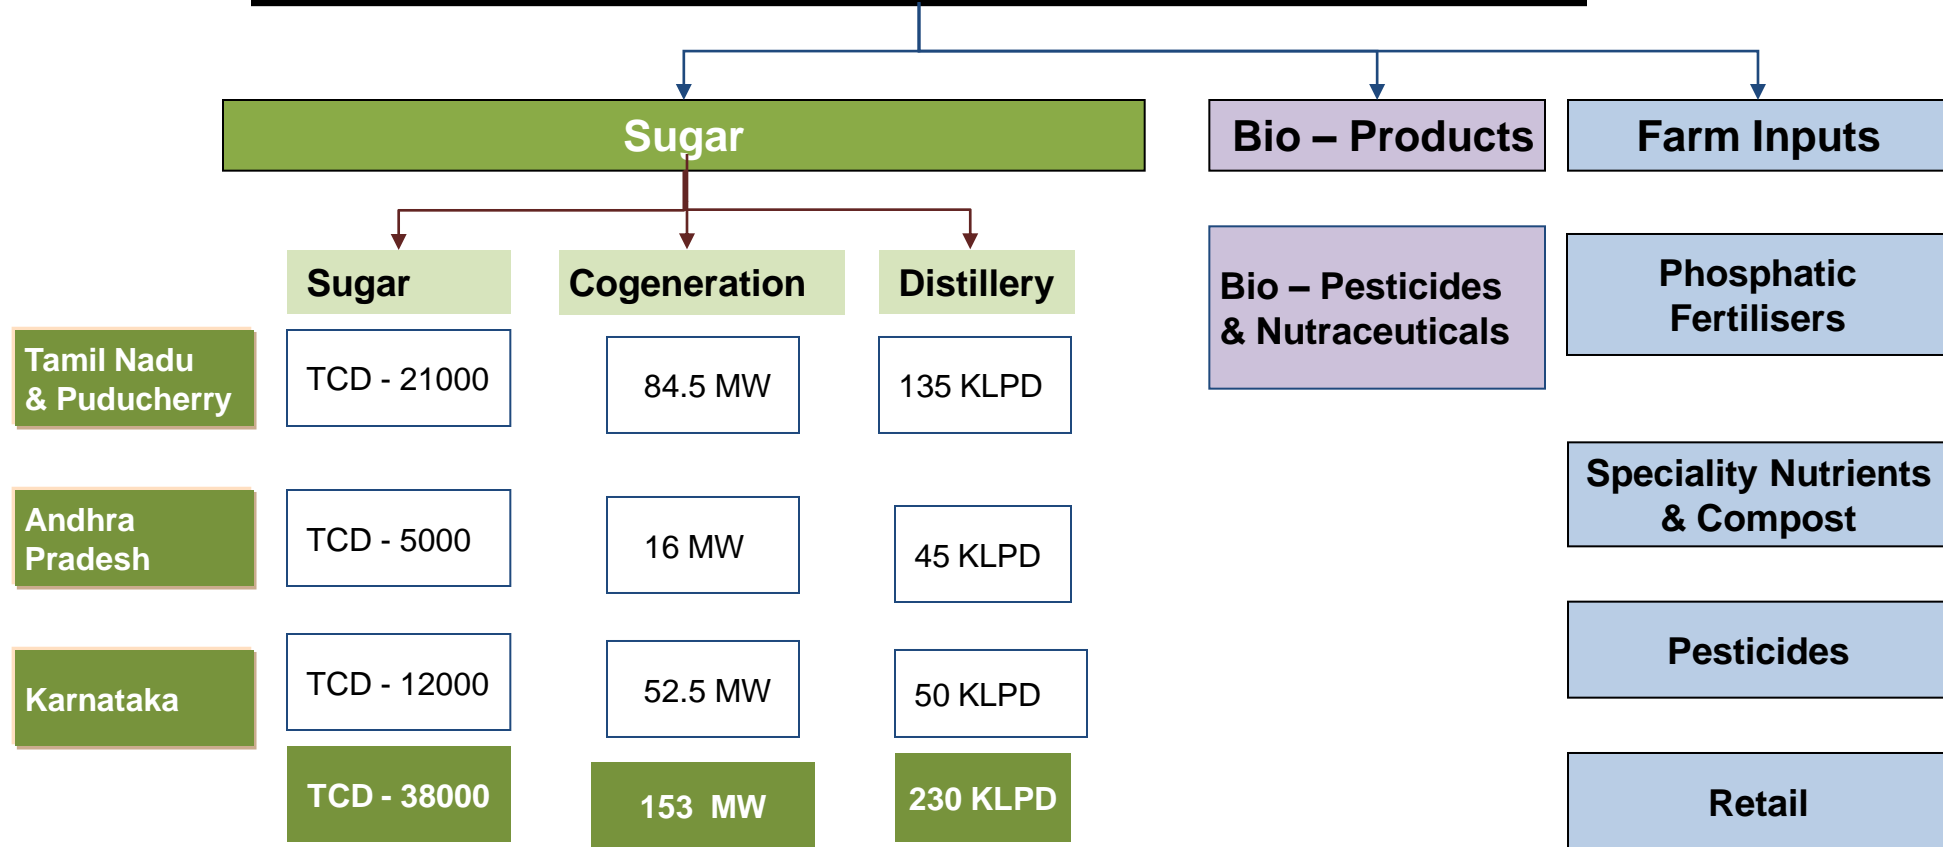 Sugar
Bio – Products
Farm Inputs
Sugar
Cogeneration
Distillery
Bio – Pesticides
& Nutraceuticals
Phosphatic
Fertilisers
Tamil Nadu
& Puducherry
TCD - 21000
84.5 MW
135 KLPD
Speciality Nutrients
& Compost
Andhra
Pradesh
TCD - 5000
16 MW
45 KLPD
Pesticides
Karnataka
TCD - 12000
52.5 MW
50 KLPD
TCD - 38000
153 MW
230 KLPD
Retail